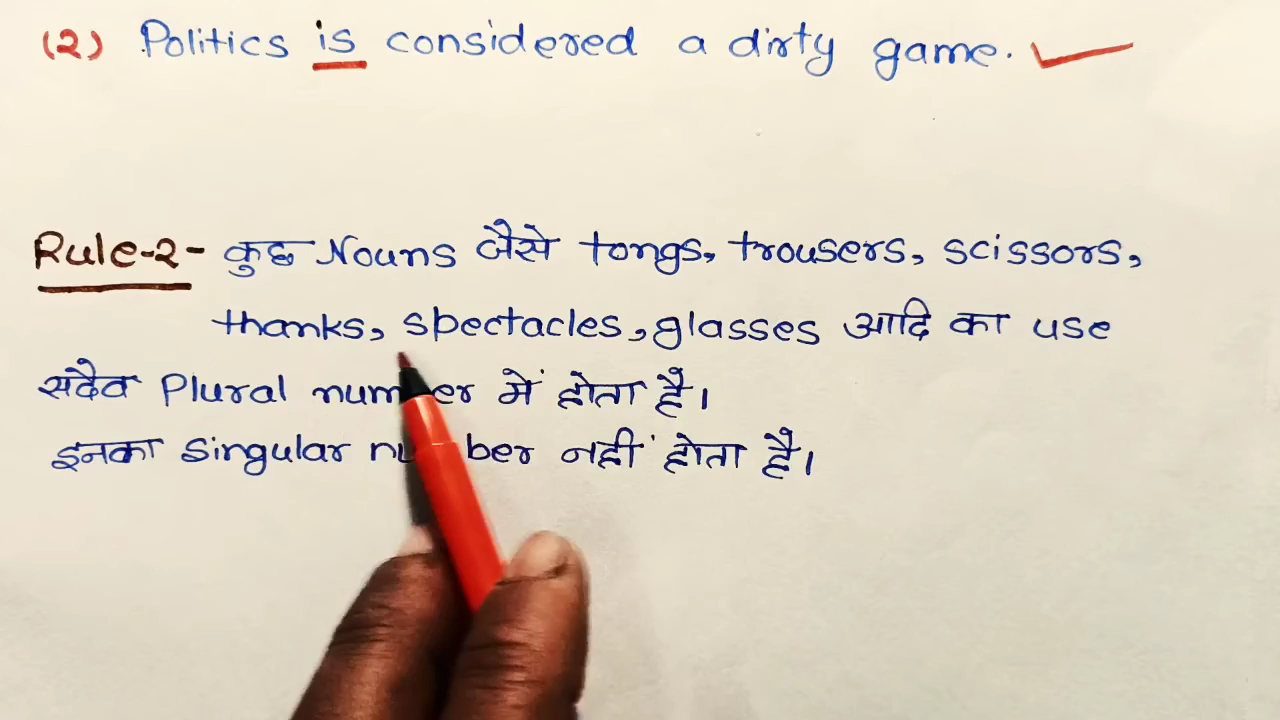 (2) Politics is considered a dirty game.
Rule-2- कुछ Nouns जैसे tongs, trousers, scissors,
thanks, spectacles, glasses आदि का use
सदैव Plural number में होता है।
इनका Singular number नहीं होता है।